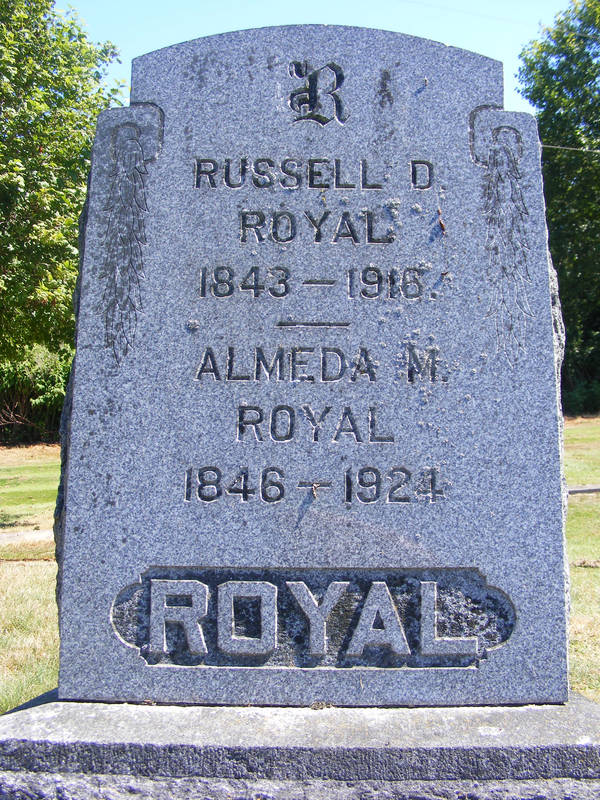 R
RUSSELL D.
ROYAL
1843 – 1916.
ALMEDA M.
ROYAL
1846 – 1924
ROYAL